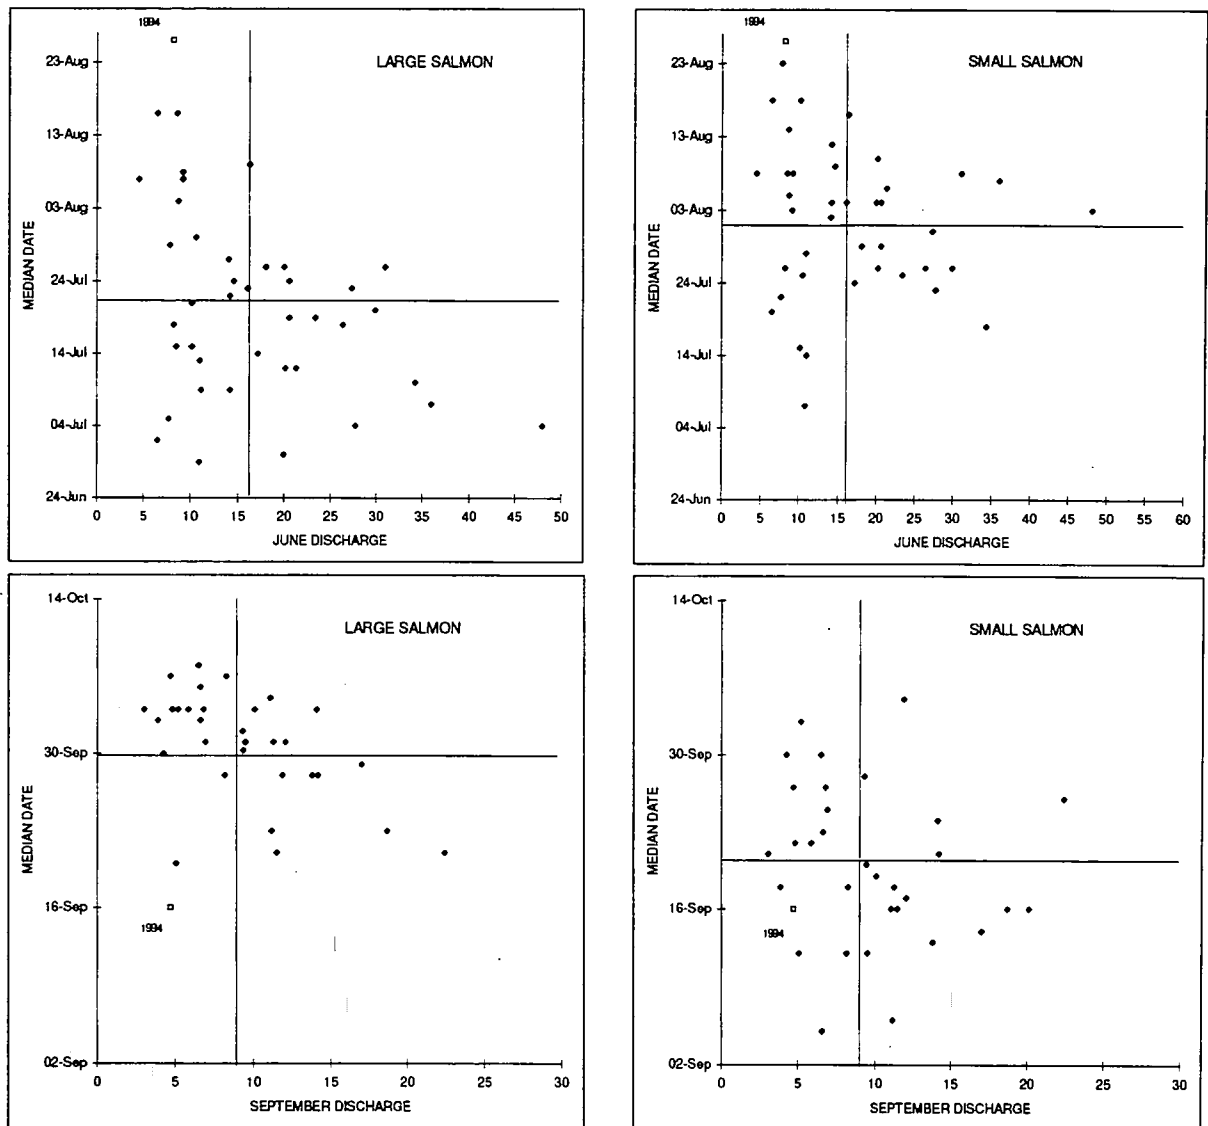 1994
LARGE SALMON
23-Aug
13-Aug
03-Aug
24-Jul
14-Jul
04-Jul
24-Jun
MEDIAN DATE
0 5 10 15 20 25 30 35 40 45 50
JUNE DISCHARGE
1994
SMALL SALMON
23-Aug
13-Aug
03-Aug
24-Jul
14-Jul
04-Jul
24-Jun
MEDIAN DATE
0 5 10 15 20 25 30 35 40 45 50 55 60
JUNE DISCHARGE
14-Oct
LARGE SALMON
30-Sep
16-Sep
1994
02-Sep
MEDIAN DATE
0 5 10 15 20 25 30
SEPTEMBER DISCHARGE
14-Oct
SMALL SALMON
30-Sep
16-Sep
1994
02-Sep
MEDIAN DATE
0 5 10 15 20 25 30
SEPTEMBER DISCHARGE